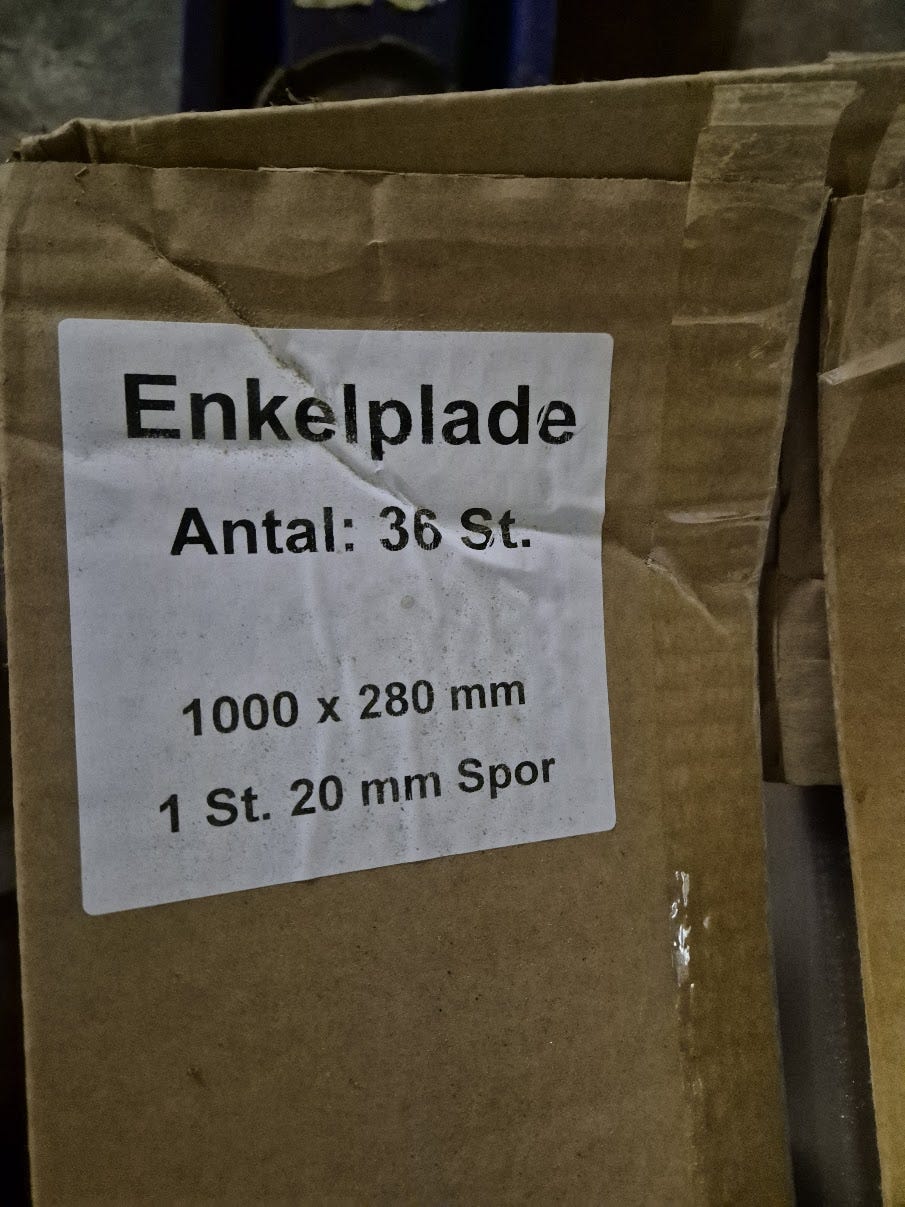 Enkelplade
Antal: 36 St.
1000 x 280 mm
1 St. 20 mm Spor